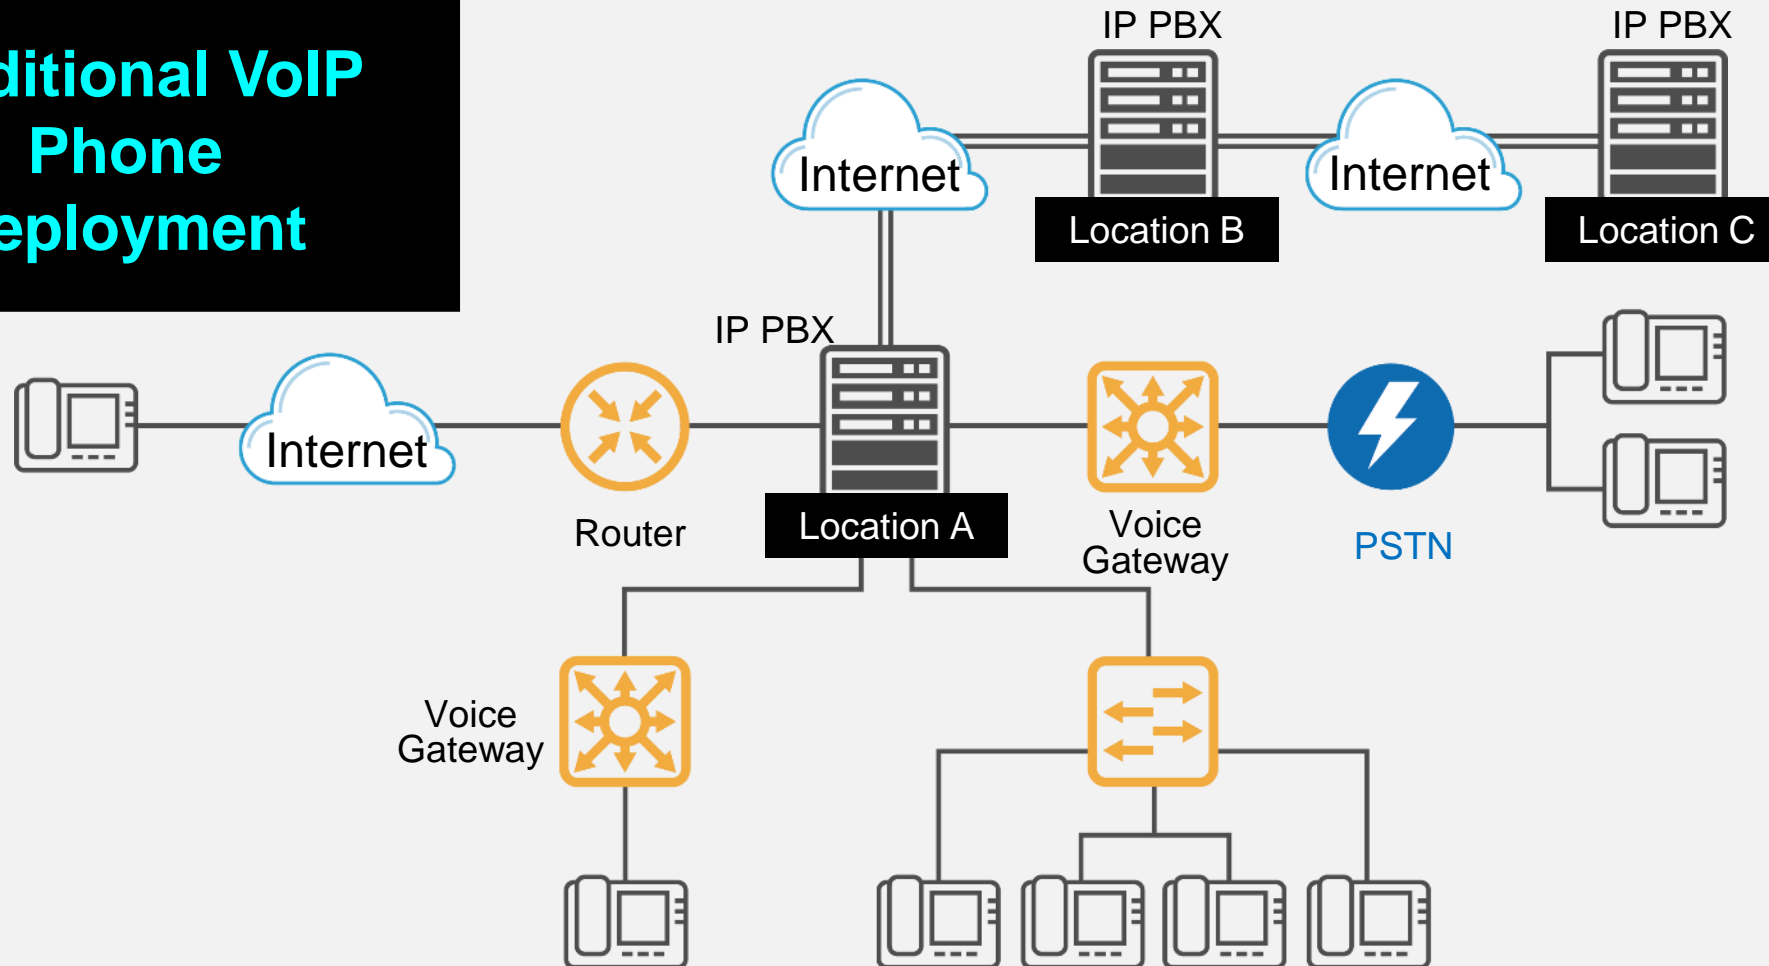 ditional VoIP
Phone
eployment
IP PBX
IP PBX
Internet
Internet
Location B
Location C
IP PBX
Internet
Router
Location A
Voice
Gateway
PSTN
Voice
Gateway